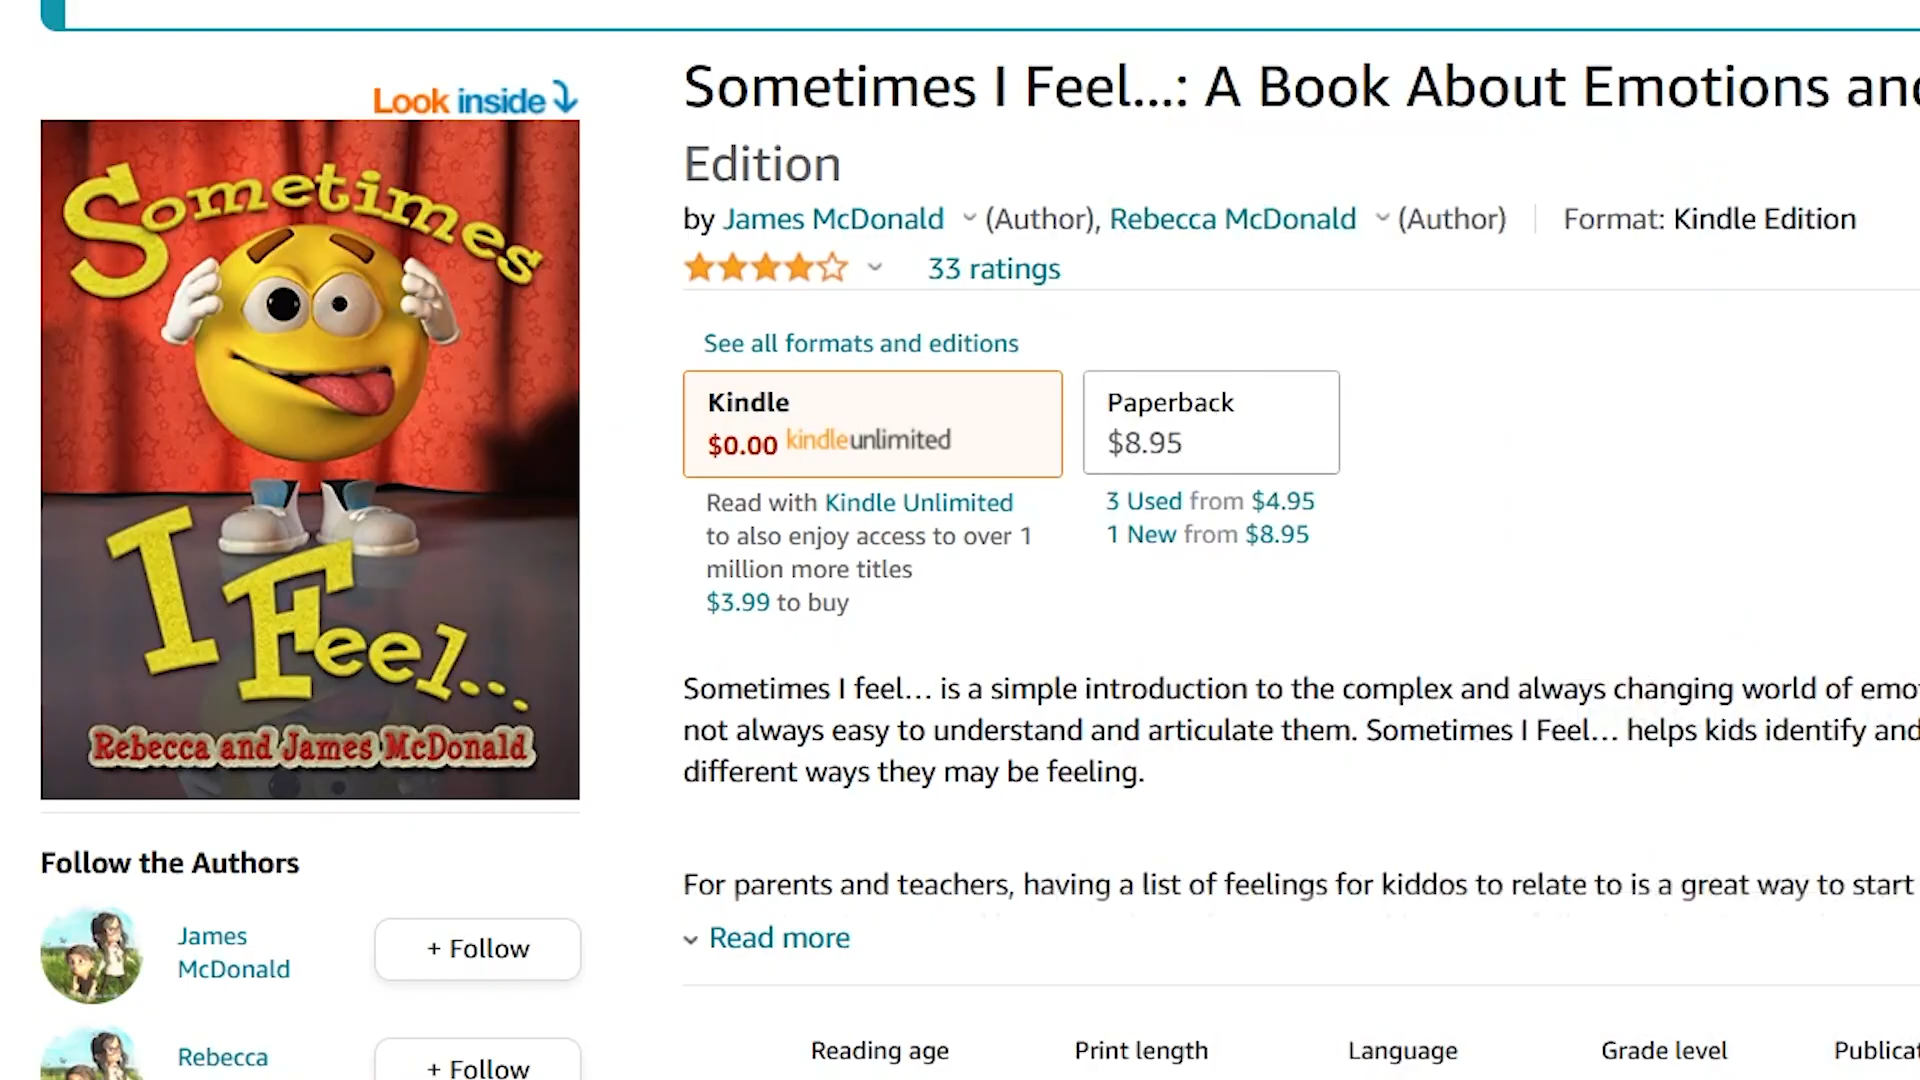 Look inside
Sometimes I Feel...: A Book About Emotions
Edition
by James McDonald (Author), Rebecca McDonald (Author) Format: Kindle Edition
33 ratings
Sometimes
I Feel...
Rebecca and James McDonald
See all formats and editions
Kindle
$0.00 kindleunlimited
Read with Kindle Unlimited
to also enjoy access to over 1
million more titles
$3.99 to buy
Paperback
$8.95
3 Used from $4.95
1 New from $8.95
Sometimes I feel... is a simple introduction to the complex and always changing world of
not always easy to understand and articulate them. Sometimes I Feel... helps kids identify and
different ways they may be feeling.
For parents and teachers, having a list of feelings for kiddos to relate to is a great way to start
Read more
Follow the Authors
James
McDonald
+ Follow
Rebecca
+ Follow
Reading age
Print length
Language
Grade level